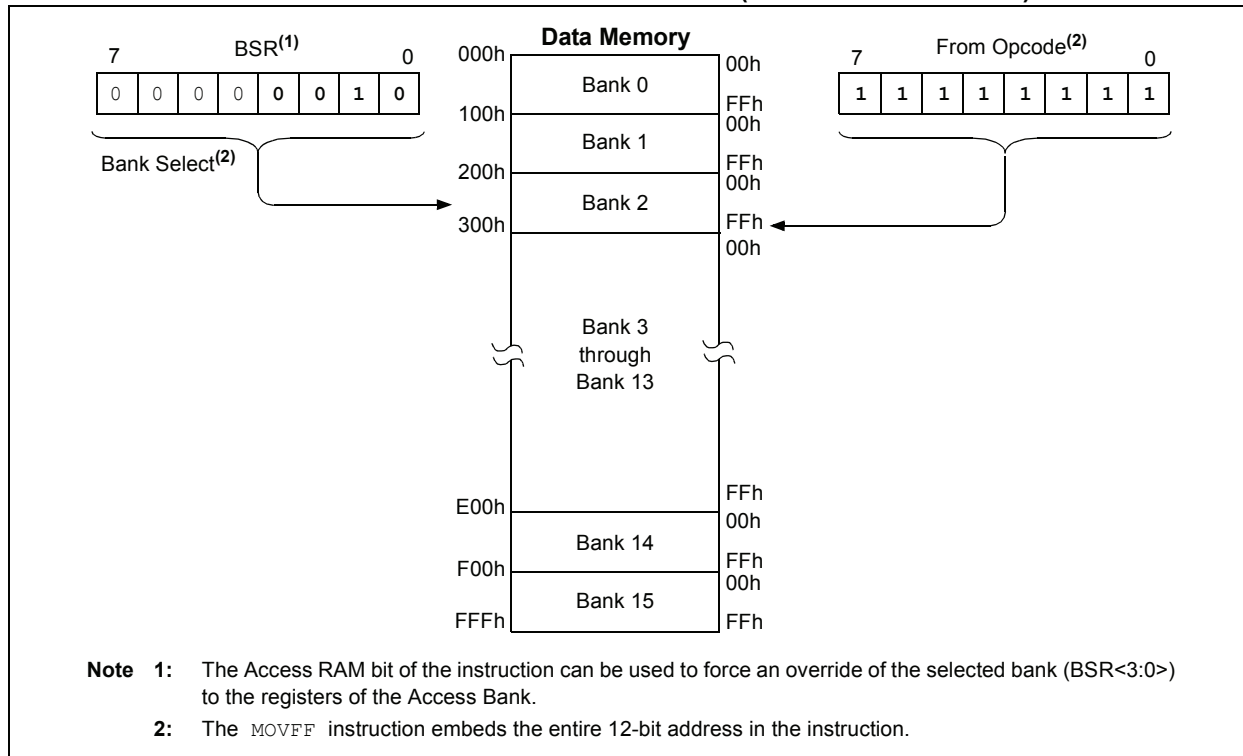 Data Memory
7 BSR(1) 0
0 0 0 0 0 0 1 0
Bank Select(2)
000h
100h
200h
300h
E00h
F00h
FFFh
Bank 0
Bank 1
Bank 2
Bank 3
through
Bank 13
Bank 14
Bank 15
00h
FFh
00h
FFh
00h
FFh
00h
FFh
00h
FFh
00h
FFh
7 From Opcode(2) 0
1 1 1 1 1 1 1 1
Note 1: The Access RAM bit of the instruction can be used to force an override of the selected bank (BSR<3:0>)
to the registers of the Access Bank.
2: The MOVFF instruction embeds the entire 12-bit address in the instruction.